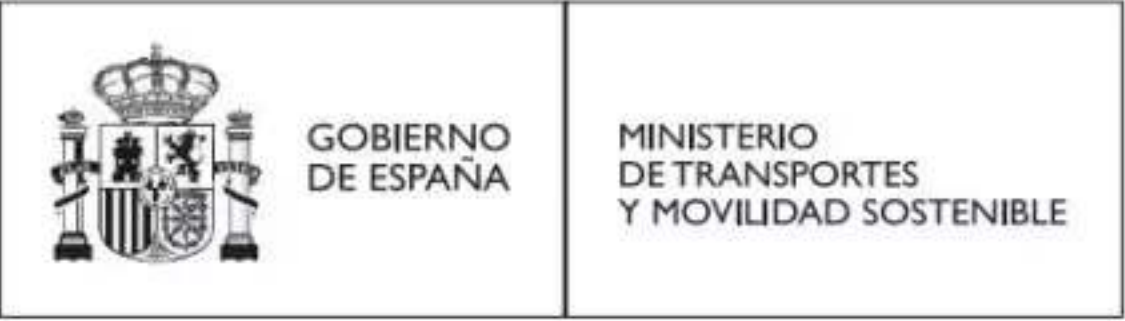 GOBIERNO
DE ESPAÑA
MINISTERIO
DE TRANSPORTES
Y MOVILIDAD SOSTENIBLE